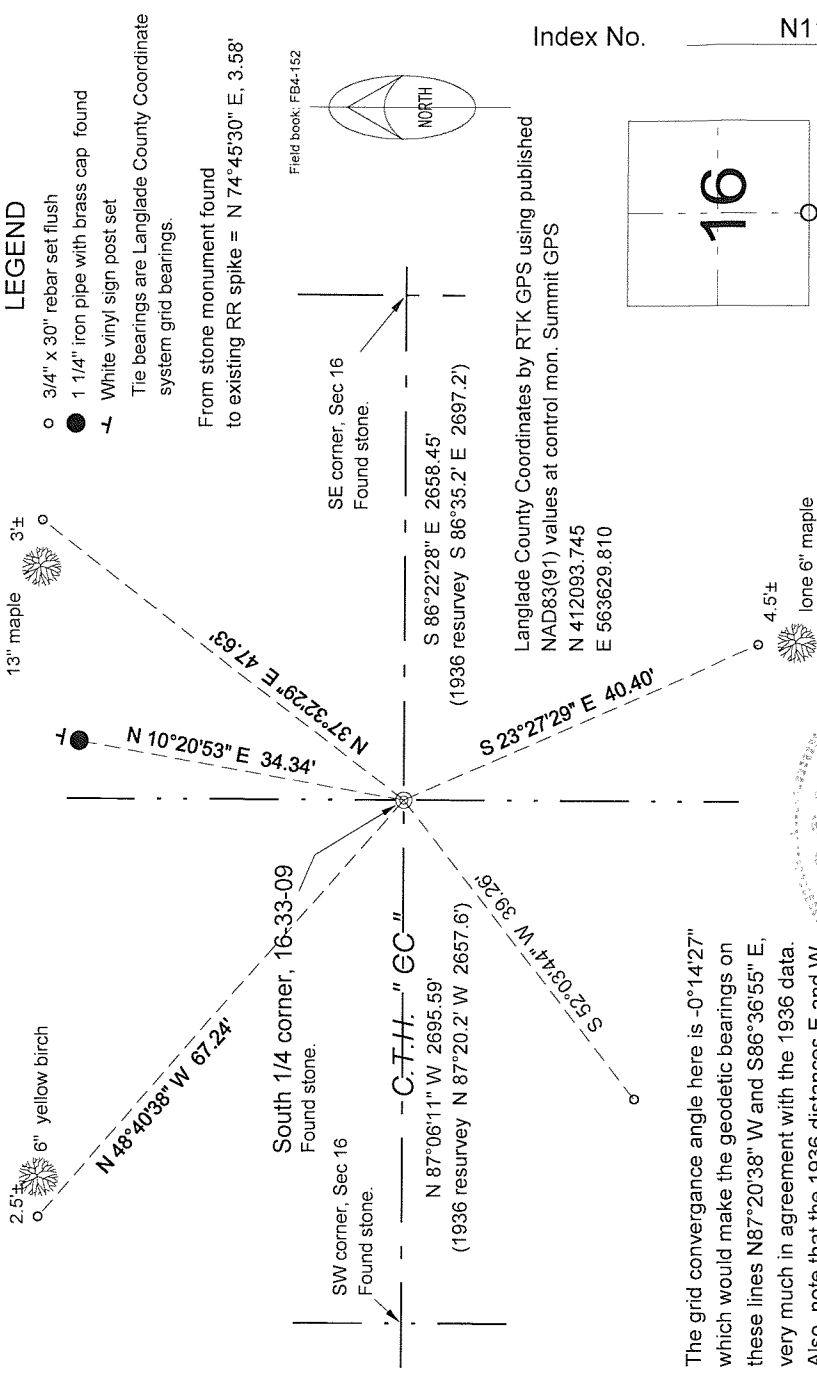 LEGEND
3/4" x 30" rebar set flush
1 1/4" iron pipe with brass cap found
White vinyl sign post set
Tie bearings are Langlade County Coordinate
system grid bearings.
From stone monument found
to existing RR spike = N 74°45'30" E, 3.58'
Field book: FB4-152
NORTH
Index No.
16
2.5'±
6" yellow birch
13" maple
3'±
N 48°40'38" W 67.24'
N 10°20'53" E 34.34'
N 37°32'29" E 47.63'
South 1/4 corner, 16-33-09
Found stone.
SW corner, Sec 16
Found stone.
SE corner, Sec 16
Found stone.
C.T.H. "CC"
N 87°06'11" W 2695.59'
(1936 resurvey N 87°20.2' W 2657.6')
S 86°22'28" E 2658.45'
(1936 resurvey S 86°35.2' E 2697.2')
S 52°03'44" W 39.26'
S 23°27'29" E 40.40'
4.5'±
lone 6" maple
Langlade County Coordinates by RTK GPS using published
NAD83(91) values at control mon. Summit GPS
N 412093.745
E 563629.810
The grid convergance angle here is -0°14'27"
which would make the geodetic bearings on
these lines N87°20'38" W and S86°36'55" E,
very much in agreement with the 1936 data.
Also, note that the 1936 distances E and W